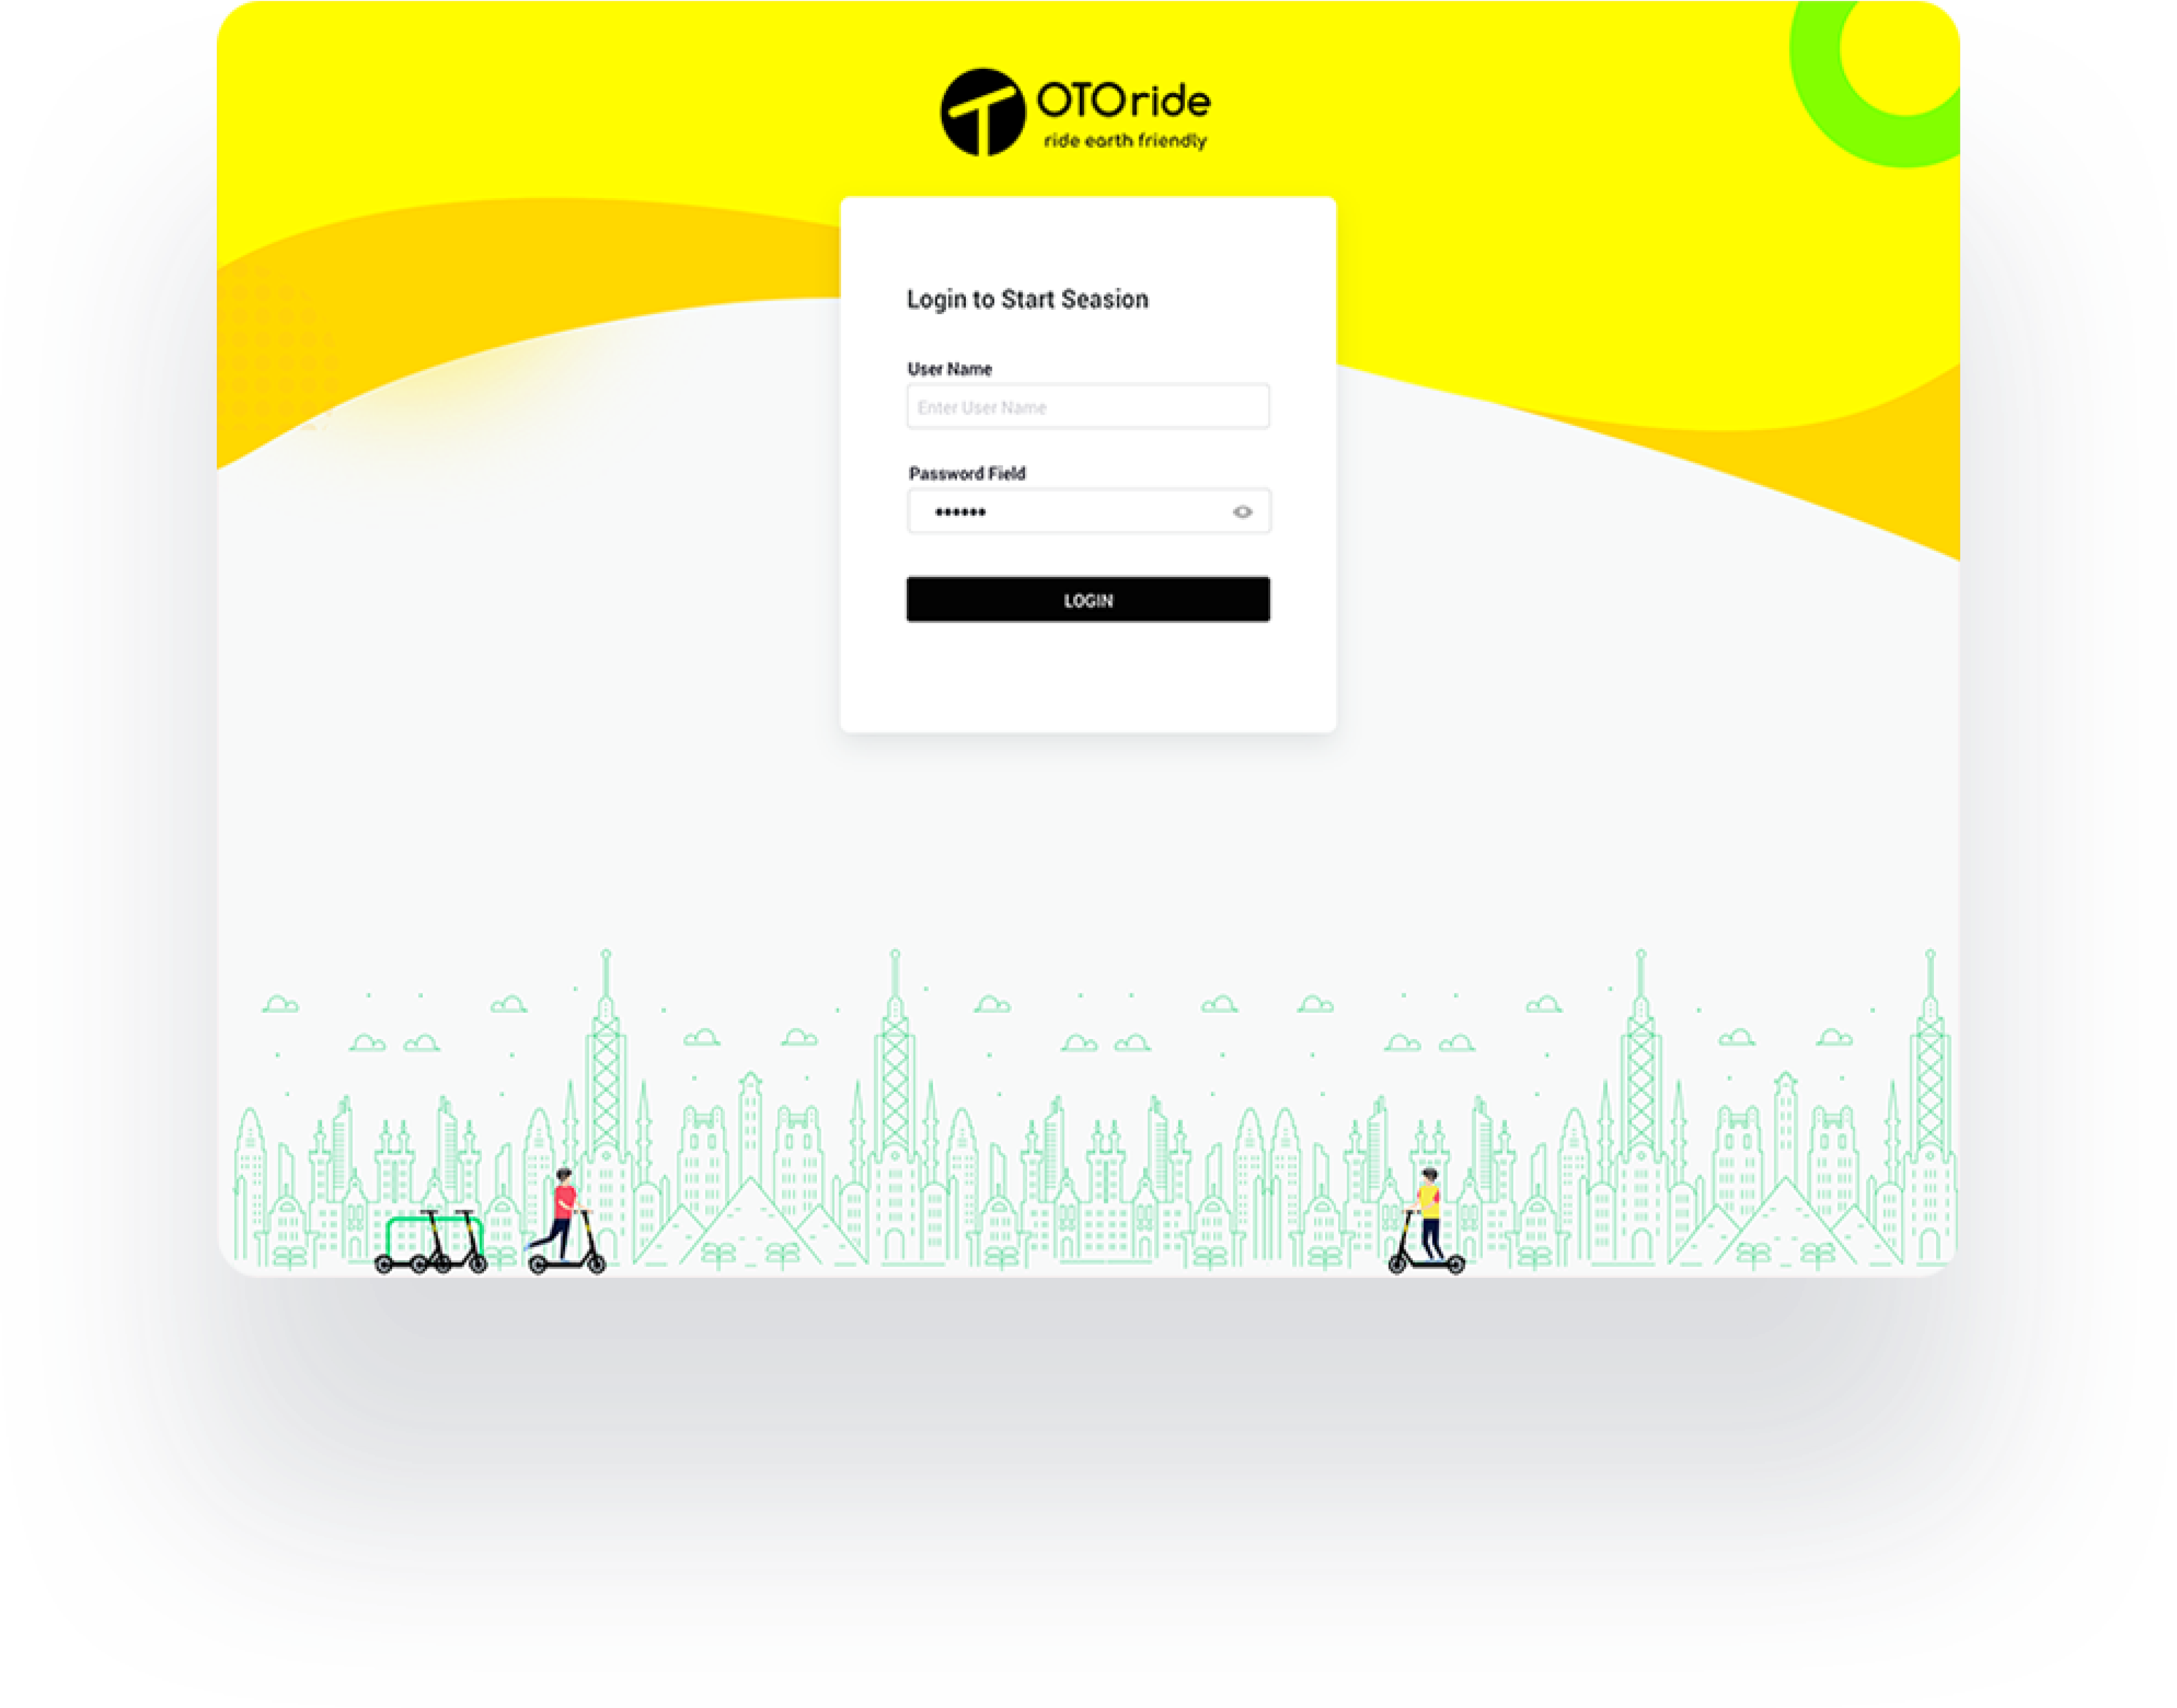 OTOride
ride earth friendly
Login to Start Seasion
User Name
Enter User Name
Password Field
••••••
LOGIN